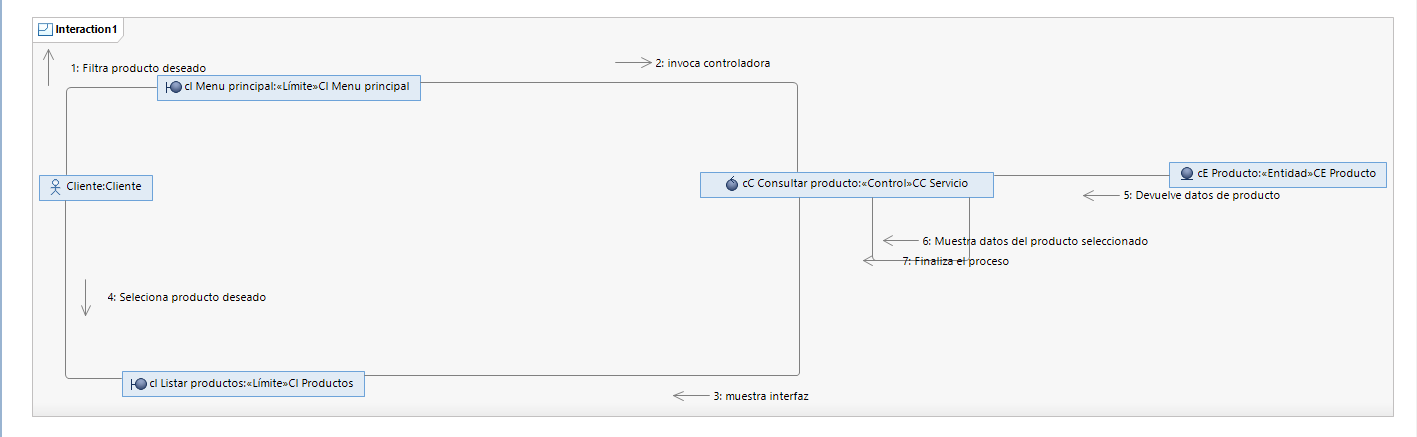 Interaction1
1: Filtra producto deseado
2: invoca controladora
cI Menu principal:«Límite»CI Menu principal
cE Producto:«Entidad»CE Producto
Cliente:Cliente
cC Consultar producto:«Control»CC Servicio
5: Devuelve datos de producto
6: Muestra datos del producto seleccionado
7: Finaliza el proceso
4: Seleciona producto deseado
cI Listar productos:«Límite»CI Productos
3: muestra interfaz